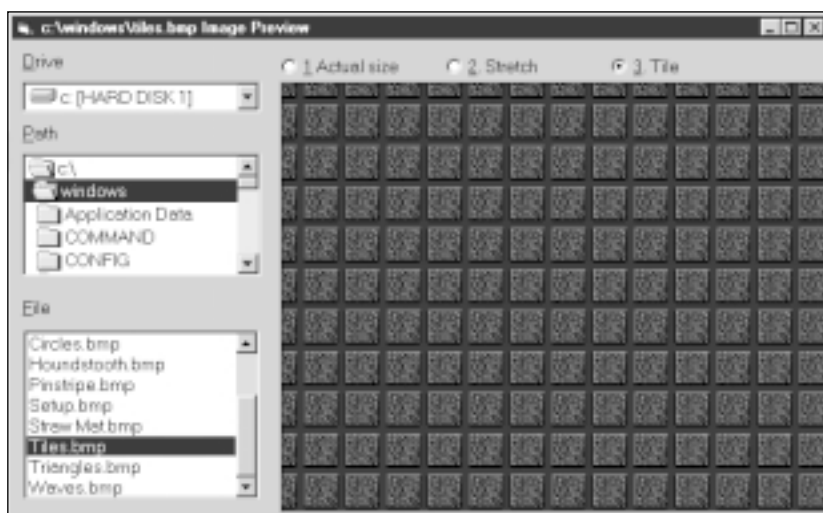 c:\windows\tiles.bmp Image Preview
Drive
c: [HARD DISK 1]
Path
c:\
windows
Application Data
COMMAND
CONFIG
File
Circles.bmp
Houndstooth.bmp
Pinstripe.bmp
Setup.bmp
Straw Mat.bmp
Tiles.bmp
Triangles.bmp
Waves.bmp
1 Actual size
2. Stretch
3. Tile